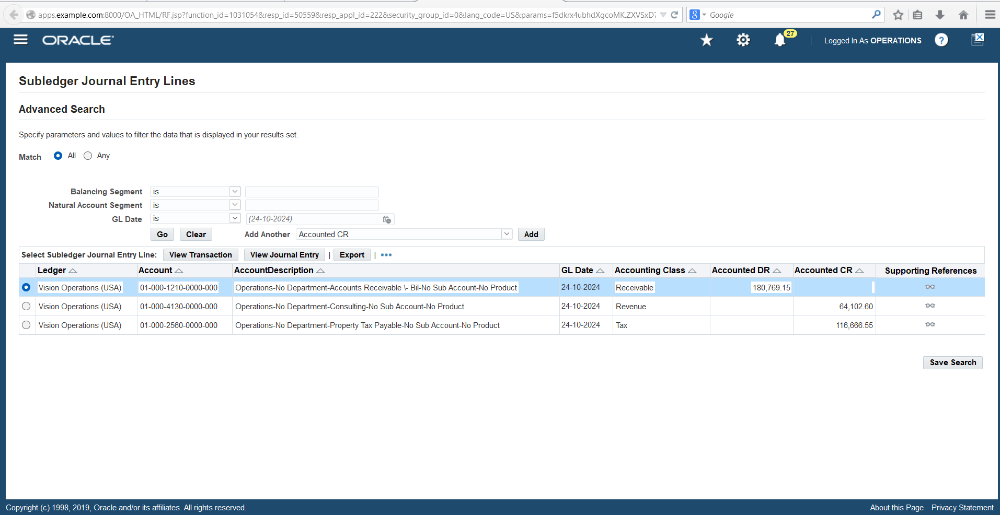 apps.example.com:8000/OA_HTML/RF.jsp?function_id=1031054&resp_id=50559&resp_appl_id=222&security_group_id=0&lang_code=US&params=f5dkrx4ubhdXgcoMK.ZXVSxD
8 Google
ORACLE
27 | Logged In As OPERATIONS ?
Subledger Journal Entry Lines
Advanced Search
Specify parameters and values to filter the data that is displayed in your results set.
Match All Any
Balancing Segment is
Natural Account Segment is
GL Date is (24-10-2024)
Go Clear Add Another Accounted CR Add
Select Subledger Journal Entry Line: View Transaction View Journal Entry | Export | •••
Ledger Account AccountDescription GL Date Accounting Class Accounted DR Accounted CR Supporting References
Vision Operations (USA) 01-000-1210-0000-000 Operations-No Department-Accounts Receivable \- Bil-No Sub Account-No Product 24-10-2024 Receivable 180,769.15
Vision Operations (USA) 01-000-4130-0000-000 Operations-No Department-Consulting-No Sub Account-No Product 24-10-2024 Revenue 64,102.60
Vision Operations (USA) 01-000-2560-0000-000 Operations-No Department-Property Tax Payable-No Sub Account-No Product 24-10-2024 Tax 116,666.55
Save Search
Copyright (c) 1998, 2019, Oracle and/or its affiliates. All rights reserved. About this Page Privacy Statement